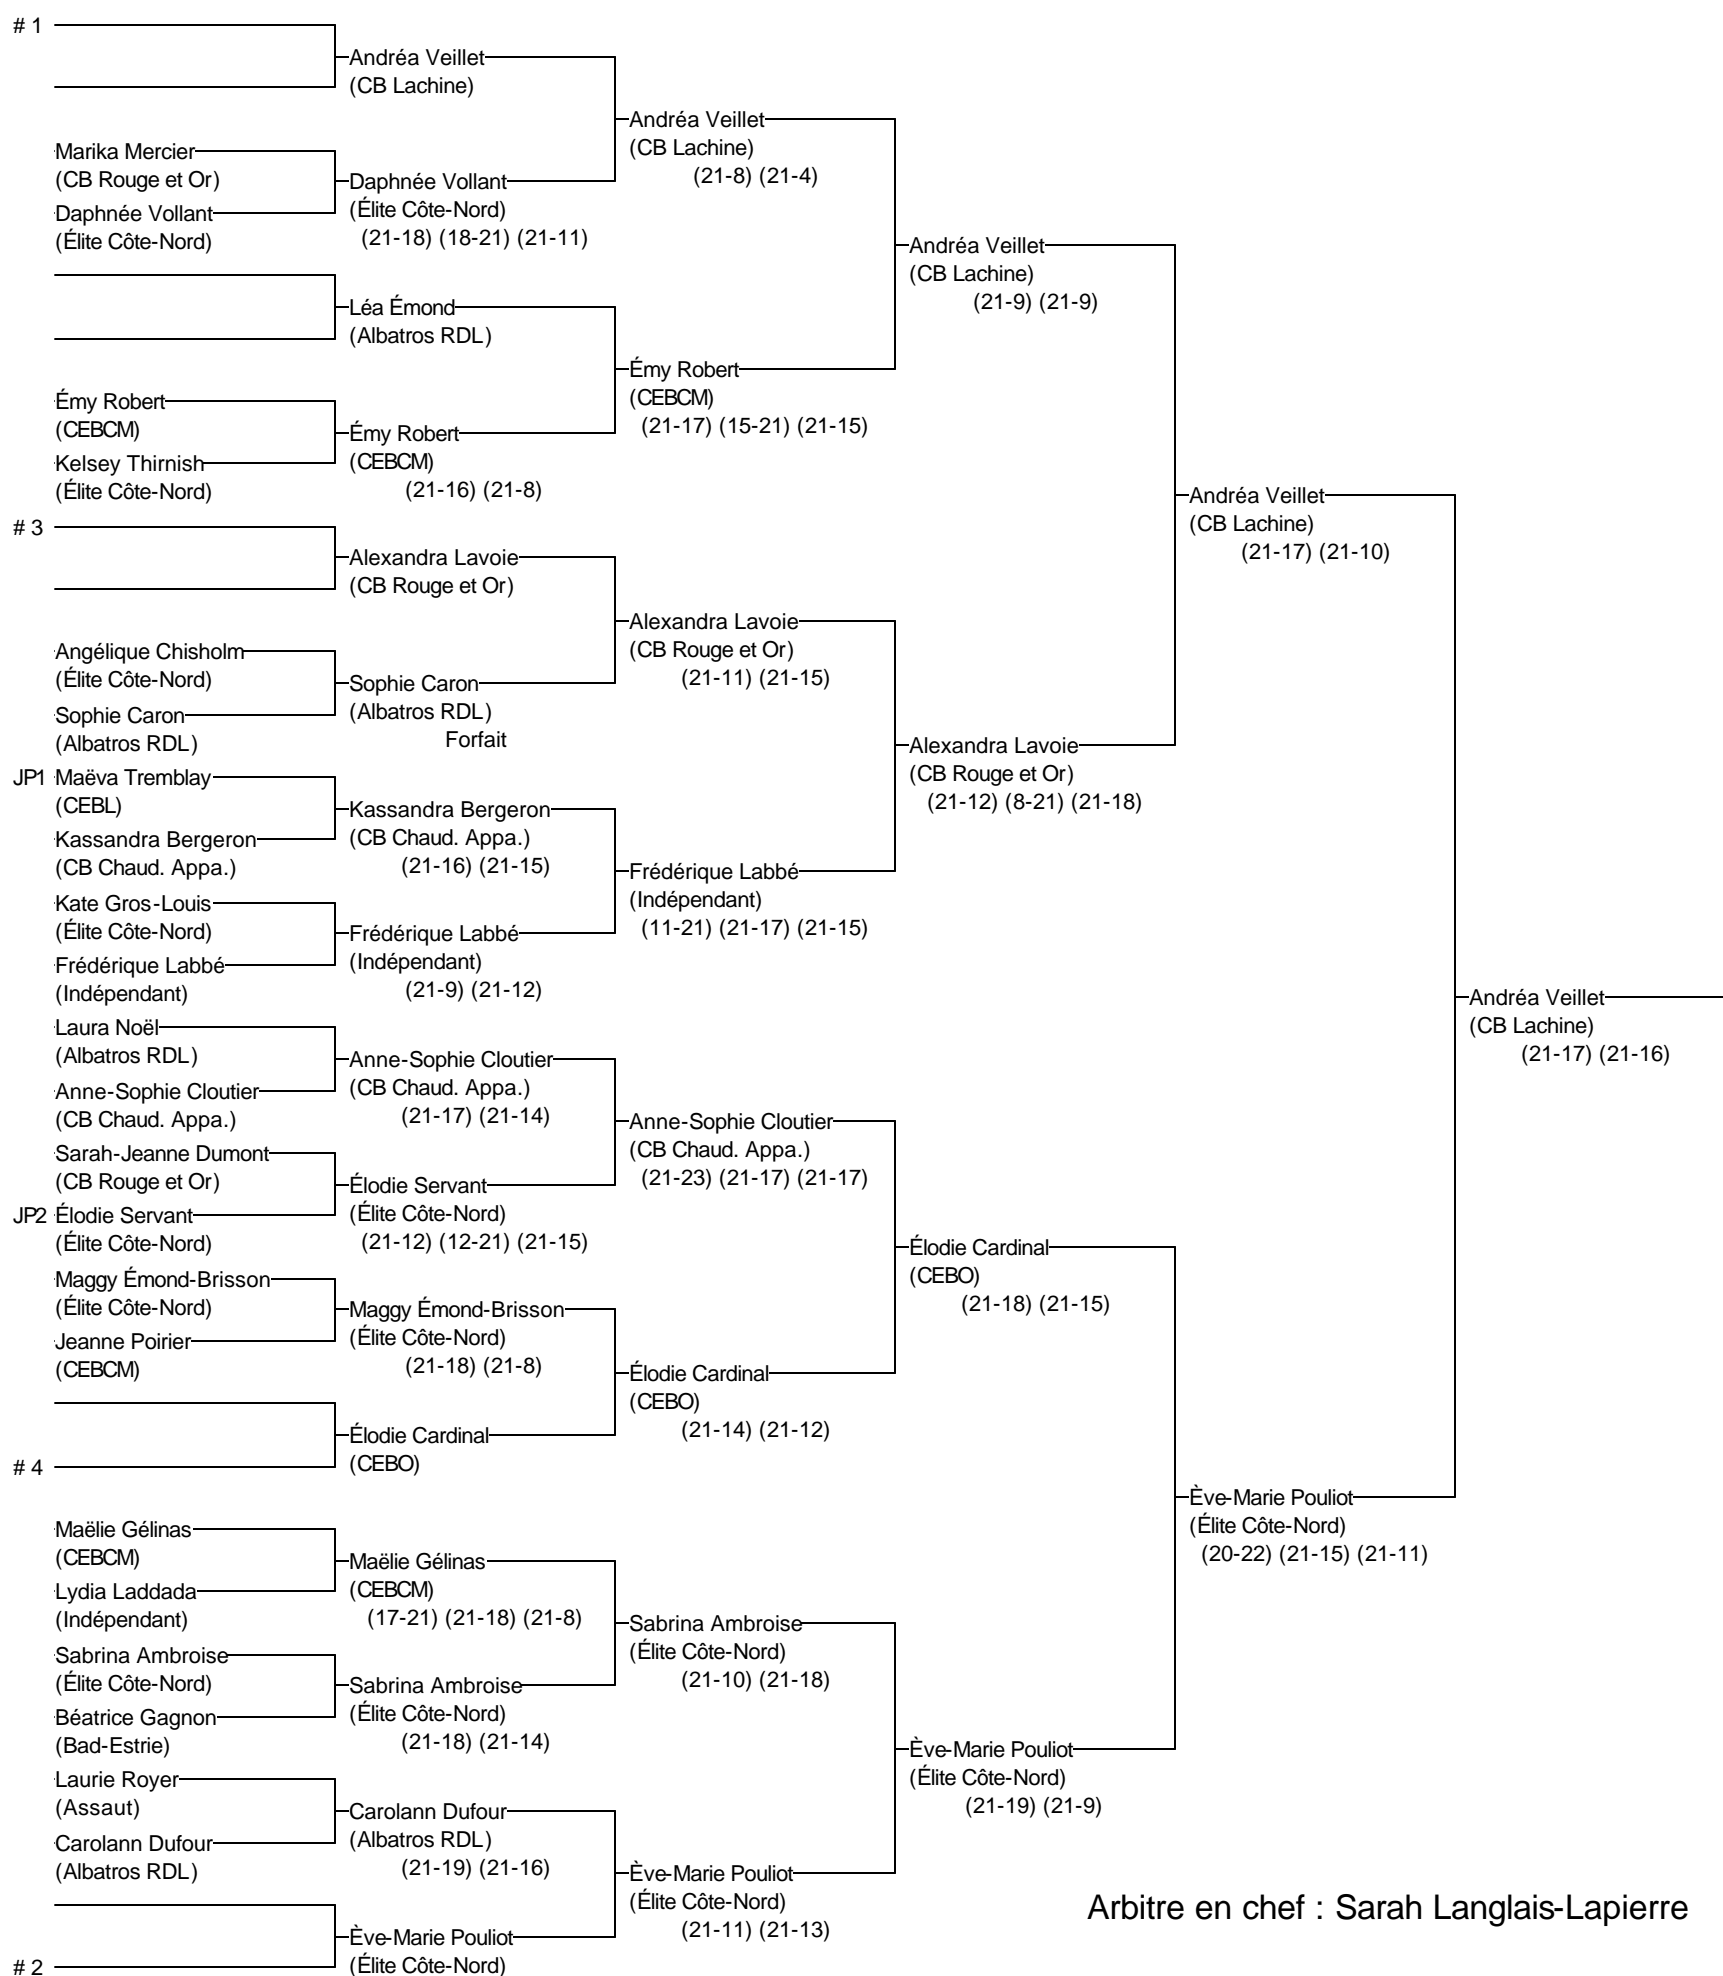 # 1
Andréa Veillet
(CB Lachine)
Andréa Veillet
(CB Lachine)
(21-8) (21-4)
Marika Mercier
(CB Rouge et Or)
Daphnée Vollant
(Élite Côte-Nord)
Daphnée Vollant
(Élite Côte-Nord)
(21-18) (18-21) (21-11)
Andréa Veillet
(CB Lachine)
(21-9) (21-9)
Léa Émond
(Albatros RDL)
Émy Robert
(CEBCM)
(21-17) (15-21) (21-15)
Émy Robert
(CEBCM)
Kelsey Thirnish
(Élite Côte-Nord)
Émy Robert
(CEBCM)
(21-16) (21-8)
Andréa Veillet
(CB Lachine)
(21-17) (21-10)
# 3
Alexandra Lavoie
(CB Rouge et Or)
Alexandra Lavoie
(CB Rouge et Or)
(21-11) (21-15)
Angélique Chisholm
(Élite Côte-Nord)
Sophie Caron
(Albatros RDL)
Sophie Caron
(Albatros RDL)
Forfait
Alexandra Lavoie
(CB Rouge et Or)
(21-12) (8-21) (21-18)
JP1 Maëva Tremblay
(CEBL)
Kassandra Bergeron
(CB Chaud. Appa.)
Kassandra Bergeron
(CB Chaud. Appa.)
(21-16) (21-15)
Frédérique Labbé
(Indépendant)
(11-21) (21-17) (21-15)
Kate Gros-Louis
(Élite Côte-Nord)
Frédérique Labbé
(Indépendant)
Frédérique Labbé
(Indépendant)
(21-9) (21-12)
Andréa Veillet
(CB Lachine)
(21-17) (21-16)
Laura Noël
(Albatros RDL)
Anne-Sophie Cloutier
(CB Chaud. Appa.)
Anne-Sophie Cloutier
(CB Chaud. Appa.)
(21-17) (21-14)
Anne-Sophie Cloutier
(CB Chaud. Appa.)
(21-23) (21-17) (21-17)
Sarah-Jeanne Dumont
(CB Rouge et Or)
JP2 Élodie Servant
(Élite Côte-Nord)
Élodie Servant
(Élite Côte-Nord)
(21-12) (12-21) (21-15)
Élodie Cardinal
(CEBO)
(21-18) (21-15)
Maggy Émond-Brisson
(Élite Côte-Nord)
Jeanne Poirier
(CEBCM)
Maggy Émond-Brisson
(Élite Côte-Nord)
(21-18) (21-8)
Élodie Cardinal
(CEBO)
(21-14) (21-12)
Élodie Cardinal
(CEBO)
# 4
Ève-Marie Pouliot
(Élite Côte-Nord)
(20-22) (21-15) (21-11)
Maëlie Gélinas
(CEBCM)
Lydia Laddada
(Indépendant)
Maëlie Gélinas
(CEBCM)
(17-21) (21-18) (21-8)
Sabrina Ambroise
(Élite Côte-Nord)
(21-10) (21-18)
Sabrina Ambroise
(Élite Côte-Nord)
Béatrice Gagnon
(Bad-Estrie)
Sabrina Ambroise
(Élite Côte-Nord)
(21-18) (21-14)
Ève-Marie Pouliot
(Élite Côte-Nord)
(21-19) (21-9)
Laurie Royer
(Assaut)
Carolann Dufour
(Albatros RDL)
Carolann Dufour
(Albatros RDL)
(21-19) (21-16)
Ève-Marie Pouliot
(Élite Côte-Nord)
(21-11) (21-13)
Ève-Marie Pouliot
(Élite Côte-Nord)
# 2
Arbitre en chef : Sarah Langlais-Lapierre